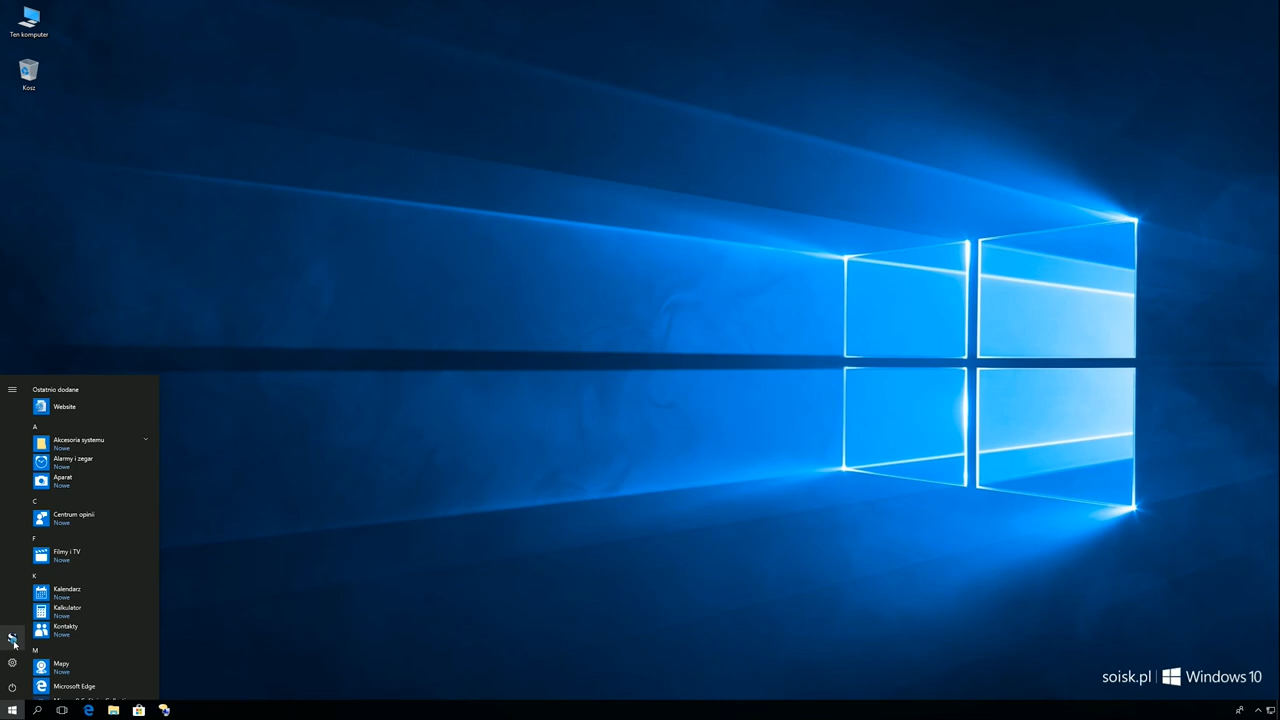 Ten komputer
Kosz
Ostatnio dodane
Website
A
Akcesoria systemu
Nowe
Alarmy i zegar
Nowe
Aparat
Nowe
C
Centrum opinii
Nowe
F
Filmy i TV
Nowe
K
Kalendarz
Nowe
Kalkulator
Nowe
Kontakty
Nowe
M
Mapy
Nowe
Microsoft Edge
soisk.pl Windows 10